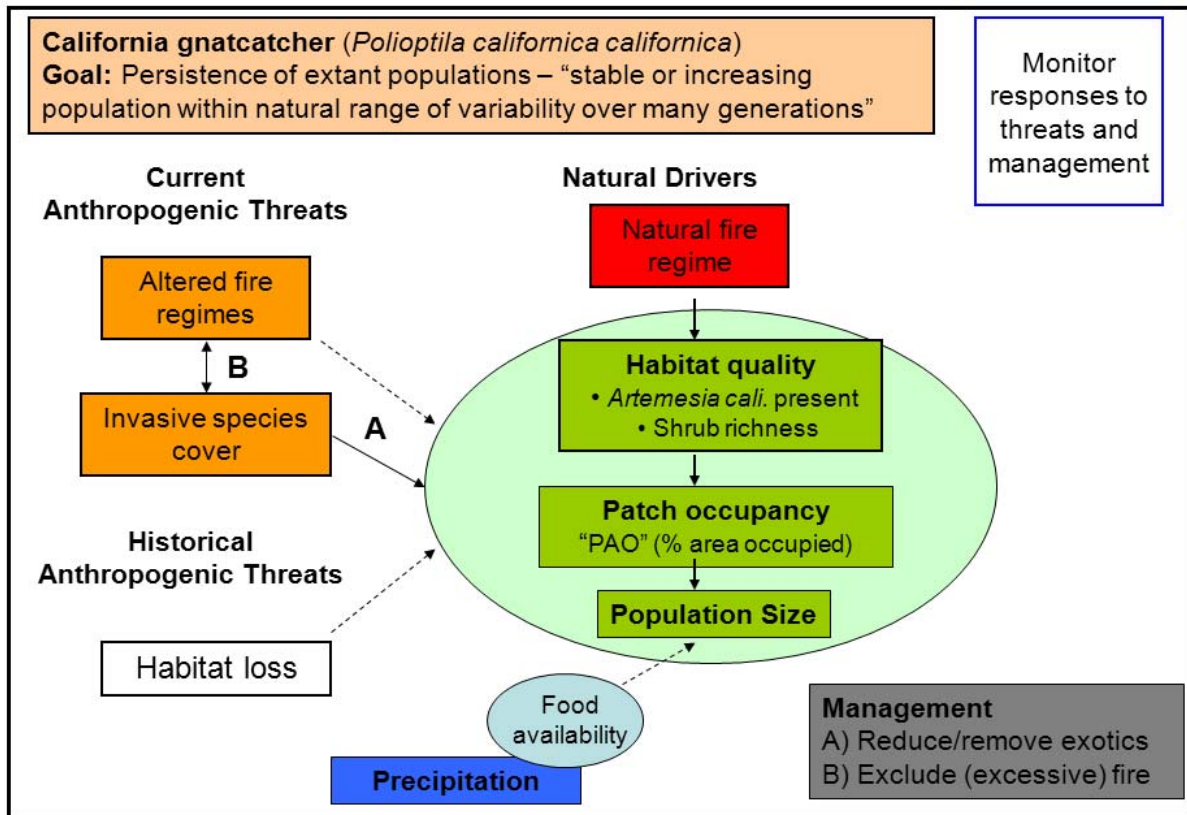 California gnatcatcher (Polioptila californica californica)
Goal: Persistence of extant populations – “stable or increasing
population within natural range of variability over many generations”
Monitor
responses to
threats and
management
Current
Anthropogenic Threats
Natural Drivers
Natural fire
regime
Altered fire
regimes
B
Invasive species
cover
A
Habitat quality
• Artemesia cali. present
• Shrub richness
Patch occupancy
“PAO” (% area occupied)
Population Size
Historical
Anthropogenic Threats
Habitat loss
Food
availability
Precipitation
Management
A) Reduce/remove exotics
B) Exclude (excessive) fire